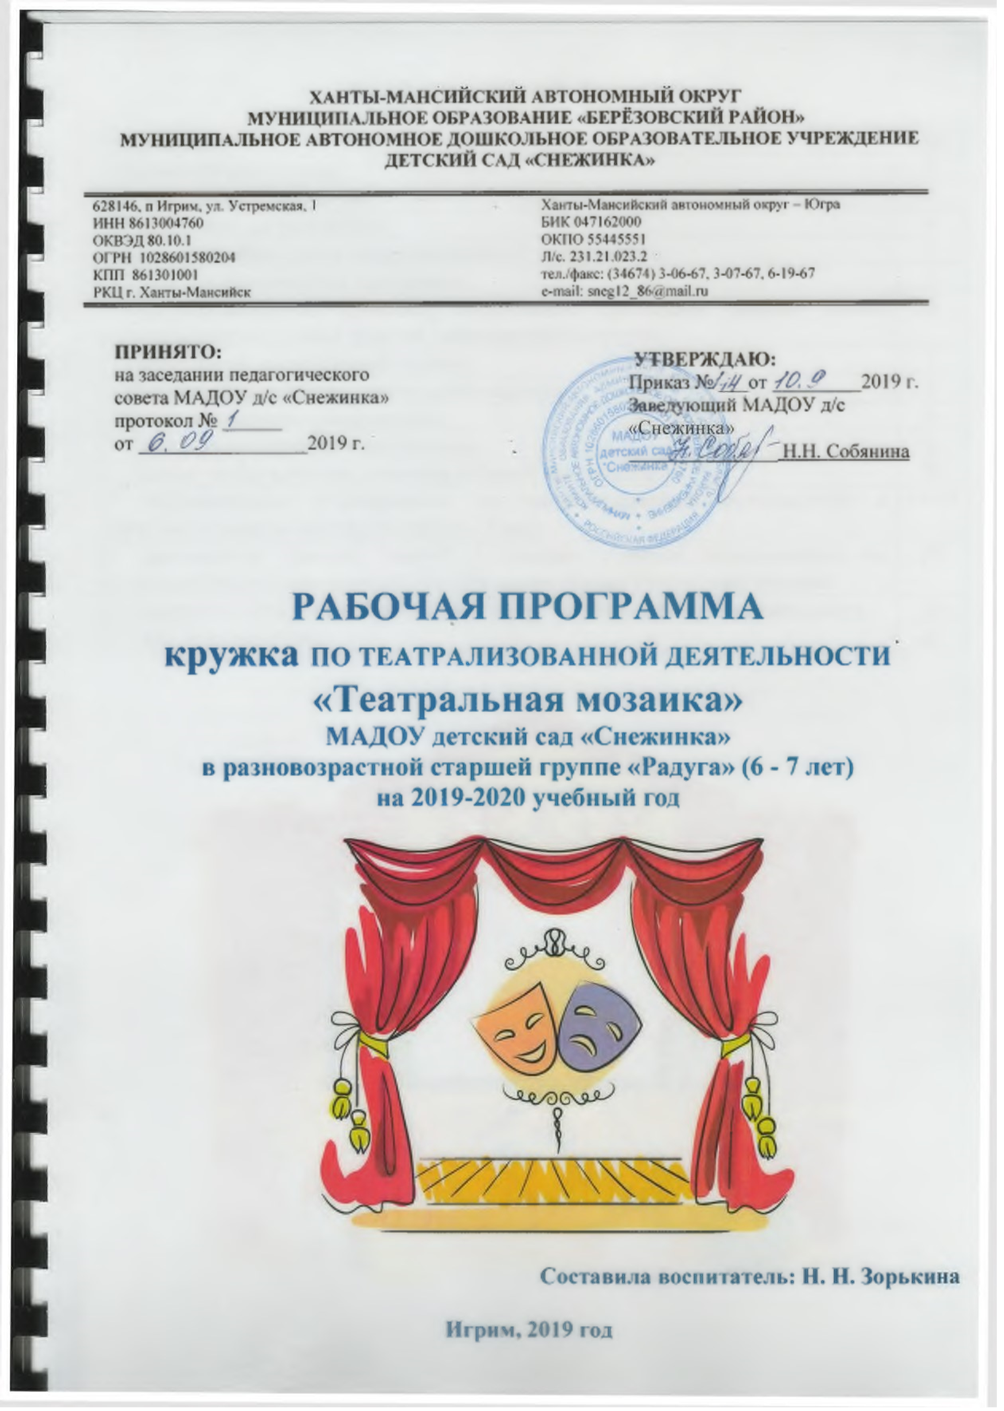 ХАНТЫ-МАНСИЙСКИЙ АВТОНОМНЫЙ ОКРУГ
МУНИЦИПАЛЬНОЕ ОБРАЗОВАНИЕ «БЕРЁЗОВСКИЙ РАЙОН»
МУНИЦИПАЛЬНОЕ АВТОНОМНОЕ ДОШКОЛЬНОЕ ОБРАЗОВАТЕЛЬНОЕ УЧРЕЖДЕНИЕ
ДЕТСКИЙ САД «СНЕЖИНКА»
628146, п Игрим, ул. Устремская, 1
ИНН 8613004760
ОКВЭД 80.10.1
ОГРН 1028601580204
КПП 861301001
РКЦ г. Ханты-Мансийск
Ханты-Мансийский автономный округ – Югра
БИК 047162000
ОКПО 55445551
Л/с. 231.21.023.2
тел./факс: (34674) 3-06-67, 3-07-67, 6-19-67
e-mail: sneg12_86@mail.ru
ПРИНЯТО:
на заседании педагогического
совета МАДОУ д/с «Снежинка»
протокол № 1
от 6.09 2019 г.
УТВЕРЖДАЮ:
Приказ № от 10.9 2019 г.
Заведующий МАДОУ д/с
«Снежинка»
Н.Н. Собянина
МАДОУ
детский сад
"Снежинка"
РОССИЙСКАЯ ФЕДЕРАЦИЯ
РАБОЧАЯ ПРОГРАММА
кружка ПО ТЕАТРАЛИЗОВАННОЙ ДЕЯТЕЛЬНОСТИ
«Театральная мозаика»
МАДОУ детский сад «Снежинка»
в разновозрастной старшей группе «Радуга» (6 - 7 лет)
на 2019-2020 учебный год
Составила воспитатель: Н. Н. Зорькина
Игрим, 2019 год